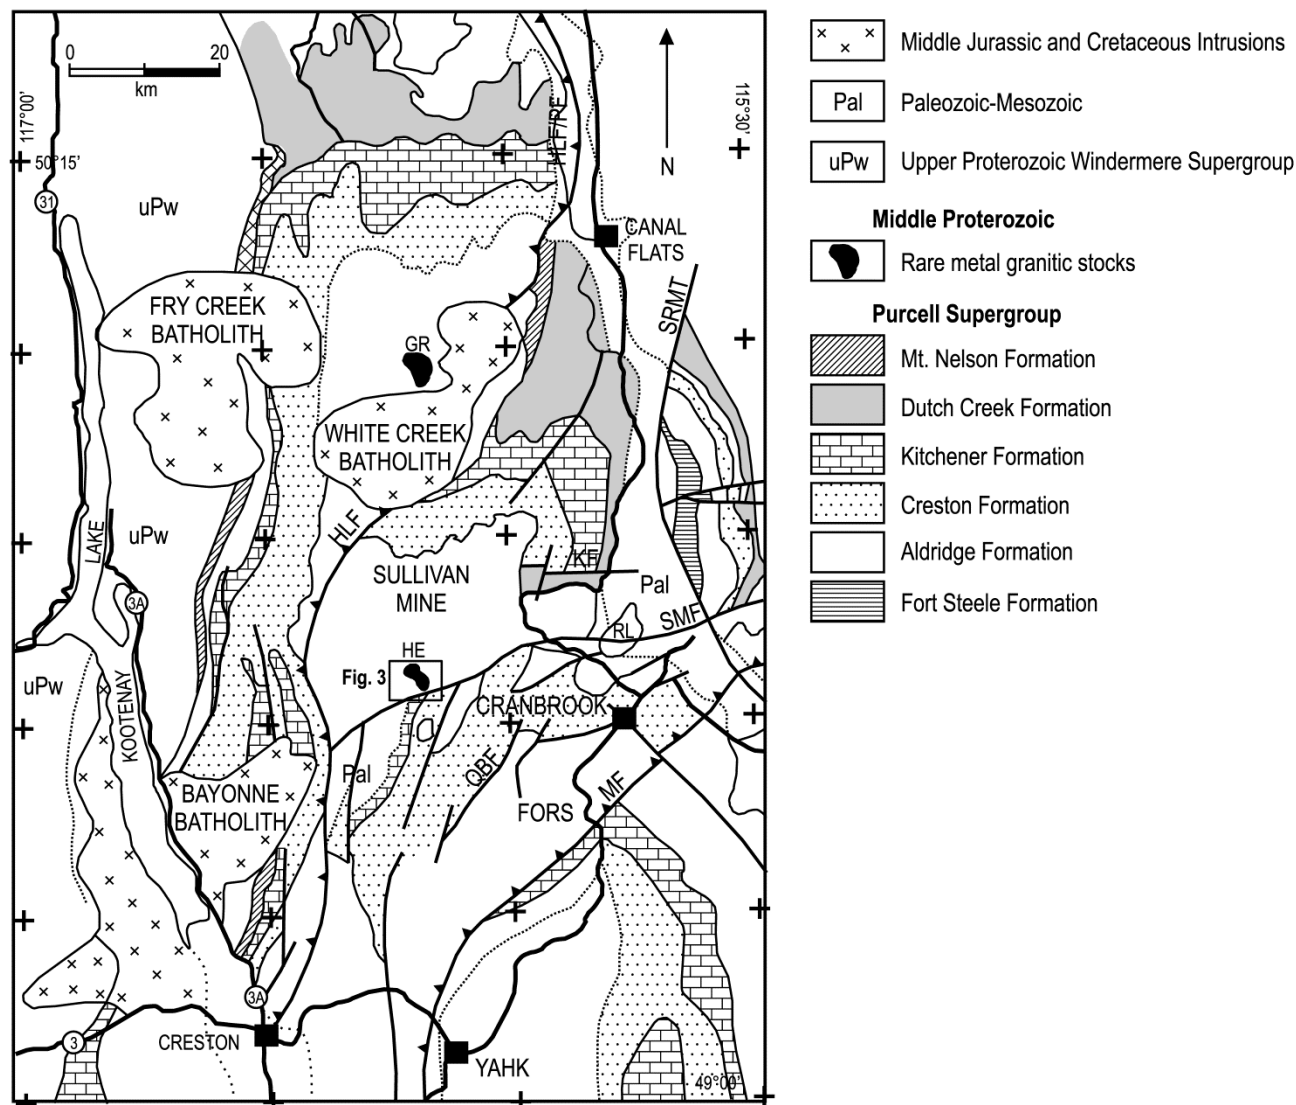 0 20
km
117°00'
50°15'
115°30'
N
HLF/RF
31
uPw
CANAL
FLATS
SRMT
FRY CREEK
BATHOLITH
GR
WHITE CREEK
BATHOLITH
HLF
LAKE
uPw
SULLIVAN
MINE
KF
Pal
3A
SMF
RL
HE
Fig. 3
uPw
KOOTENAY
CRANBROOK
Pal
QBF
MF
BAYONNE
BATHOLITH
FORS
3A
3
CRESTON
YAHK
49°00'
Middle Jurassic and Cretaceous Intrusions
Pal Paleozoic-Mesozoic
uPw Upper Proterozoic Windermere Supergroup
Middle Proterozoic
Rare metal granitic stocks
Purcell Supergroup
Mt. Nelson Formation
Dutch Creek Formation
Kitchener Formation
Creston Formation
Aldridge Formation
Fort Steele Formation